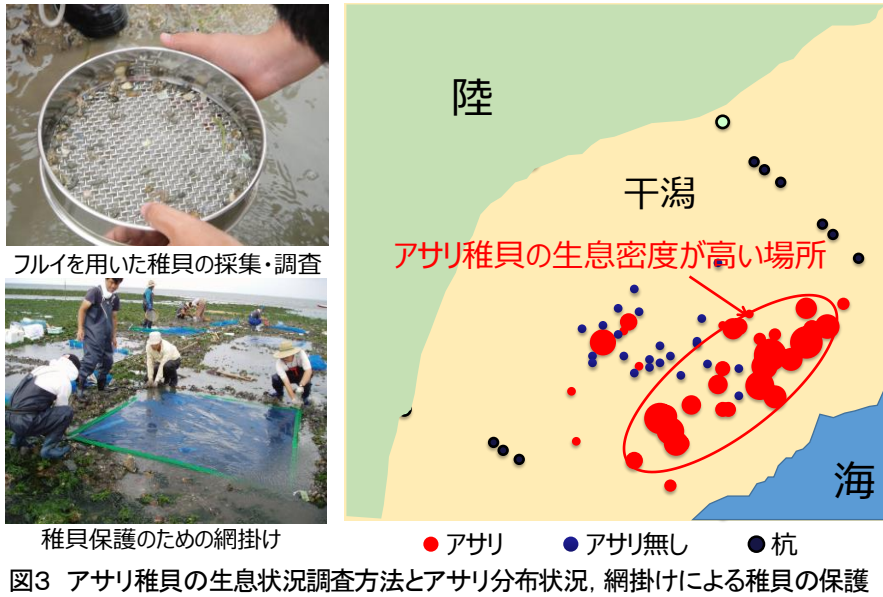 フルイを用いた稚貝の採集・調査
稚貝保護のための網掛け
陸
干潟
アサリ稚貝の生息密度が高い場所
海
アサリ
アサリ無し
杭
図3 アサリ稚貝の生息状況調査方法とアサリ分布状況，網掛けによる稚貝の保護